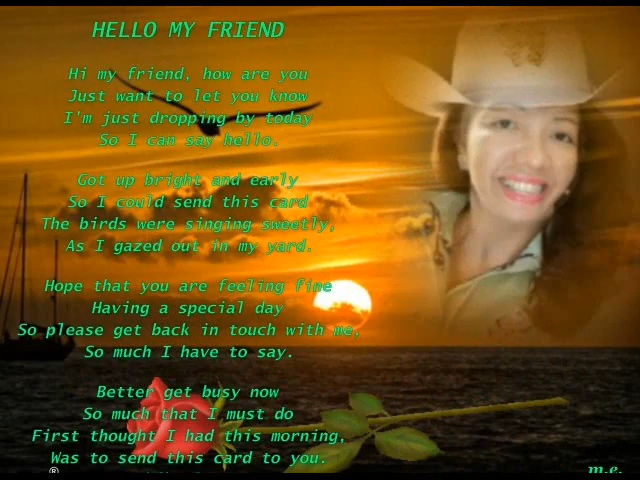 HELLO MY FRIEND
Hi my friend, how are you
Just want to let you know
I'm just dropping by today
So I can say hello.
Got up bright and early
So I could send this card
The birds were singing sweetly,
As I gazed out in my yard.
Hope that you are feeling fine
Having a special day
So please get back in touch with me.
So much I have to say.
Better get busy now
So much that I must do
First thought I had this morning,
Was to send this card to you.
®
m.e.